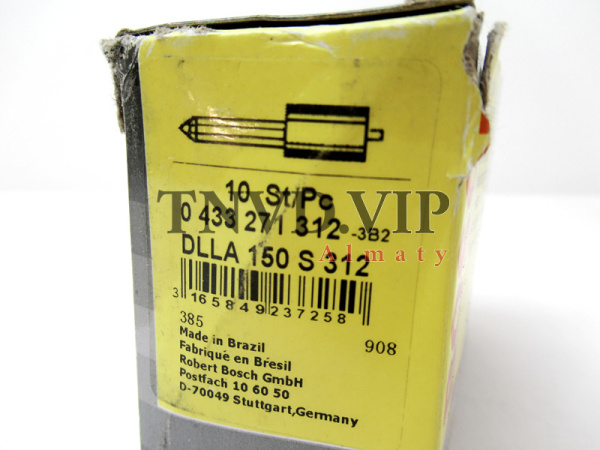 10 St/Pc
TNVD.VIP
0 433 271 312 -3B2
Almaty
DLLA 150 S 312
3 165849 237258
385
908
Made in Brazil
Fabriqué en Brésil
Robert Bosch GmbH
Postfach 10 60 50
D-70049 Stuttgart,Germany